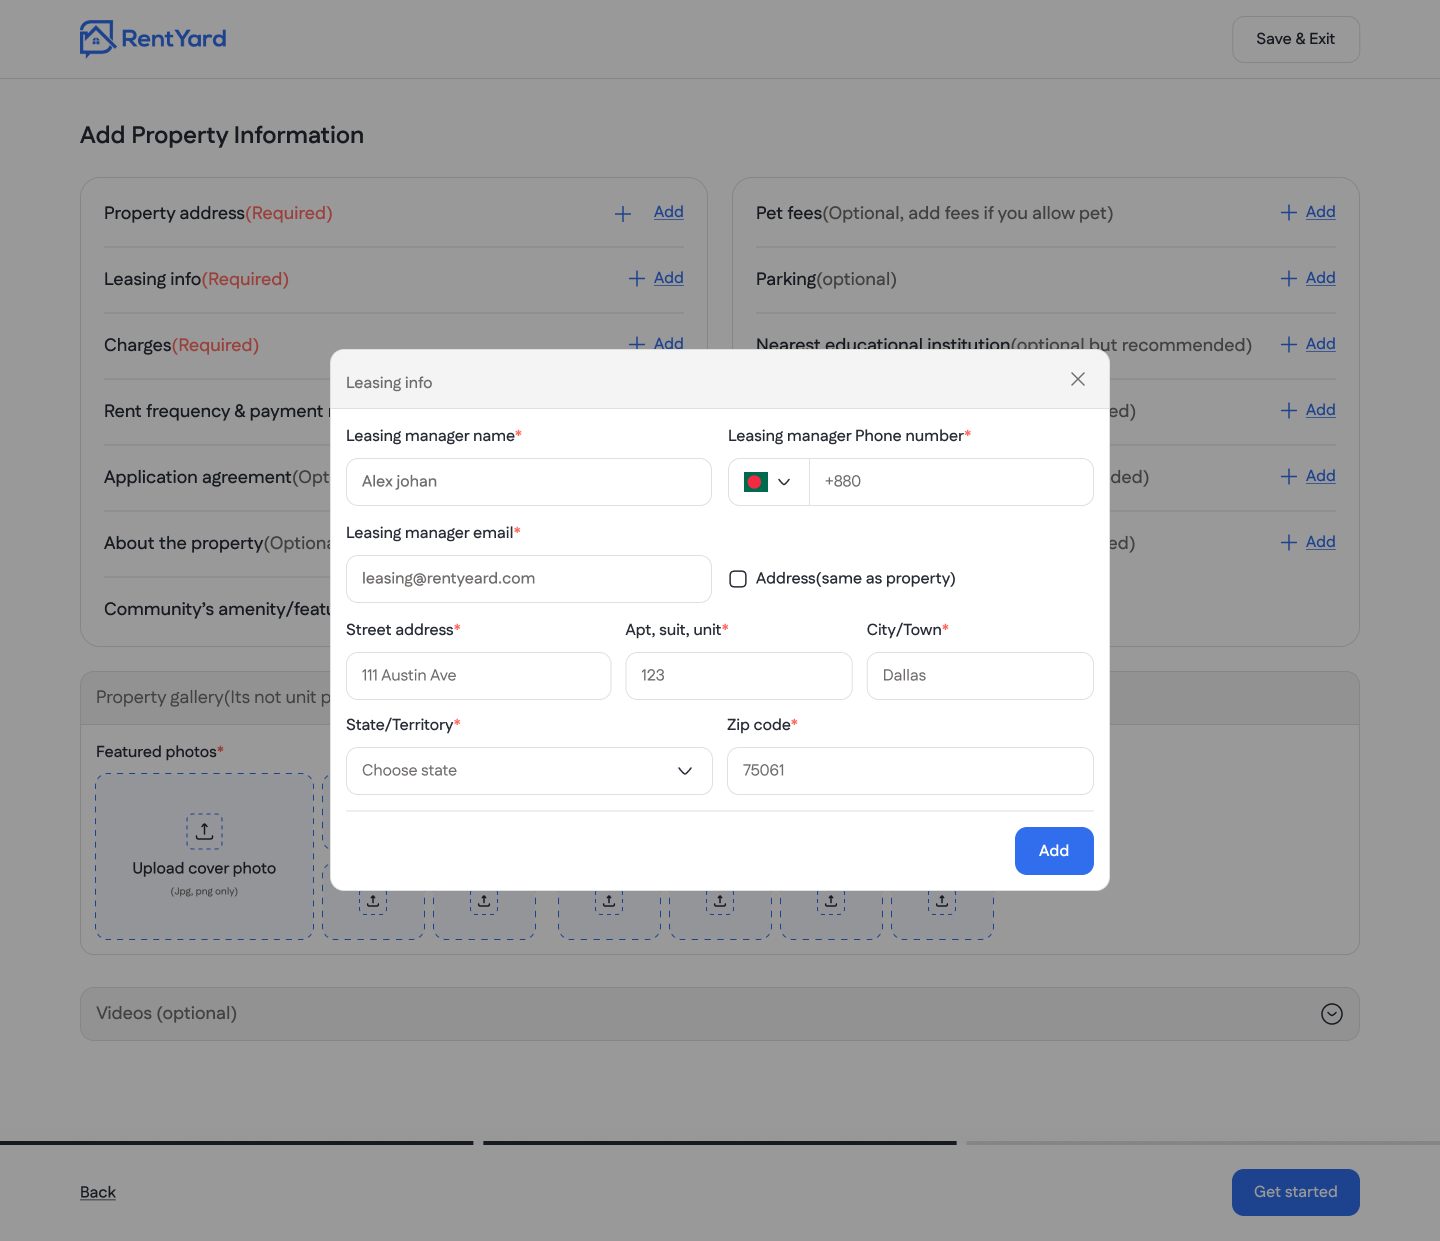 RentYard
Save & Exit
Add Property Information
Property address(Required)
Add
Pet fees(Optional, add fees if you allow pet)
Add
Leasing info(Required)
Add
Parking(optional)
Add
Charges(Required)
Add
Nearest educational institution(optional but recommended)
Add
Rent frequency & payment
Add
Application agreement(Opt
Add
About the property(Optiona
Add
Community's amenity/featu
Leasing info
Leasing manager name*
Leasing manager Phone number*
Alex johan
+880
Leasing manager email*
leasing@rentyeard.com
Address(same as property)
Street address*
Apt, suit, unit*
City/Town*
111 Austin Ave
123
Dallas
State/Territory*
Zip code*
Choose state
75061
Add
Property gallery(Its not unit p
Featured photos*
Upload cover photo
(Jpg, png only)
Videos (optional)
Back
Get started